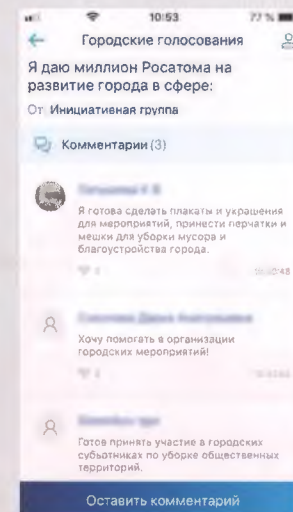 10:53
77 %
Городские голосования
Я даю миллион Росатома на
развитие города в сфере:
От Инициативная группа
Комментарии (3)
Я готова сделать плакаты и украшения
для мероприятий, принести перчатки и
мешки для уборки мусора и
благоустройства города.
Хочу помогать в организации
городских мероприятий!
Готов принять участие в городских
субботниках по уборке общественных
территорий.
Оставить комментарий